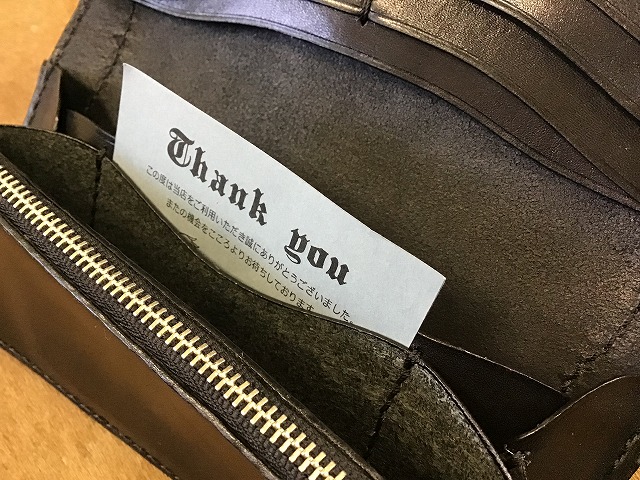 Thank you
この度は当店をご利用いただき誠にありがとうございました。
またの機会をこころよりお待ちしております